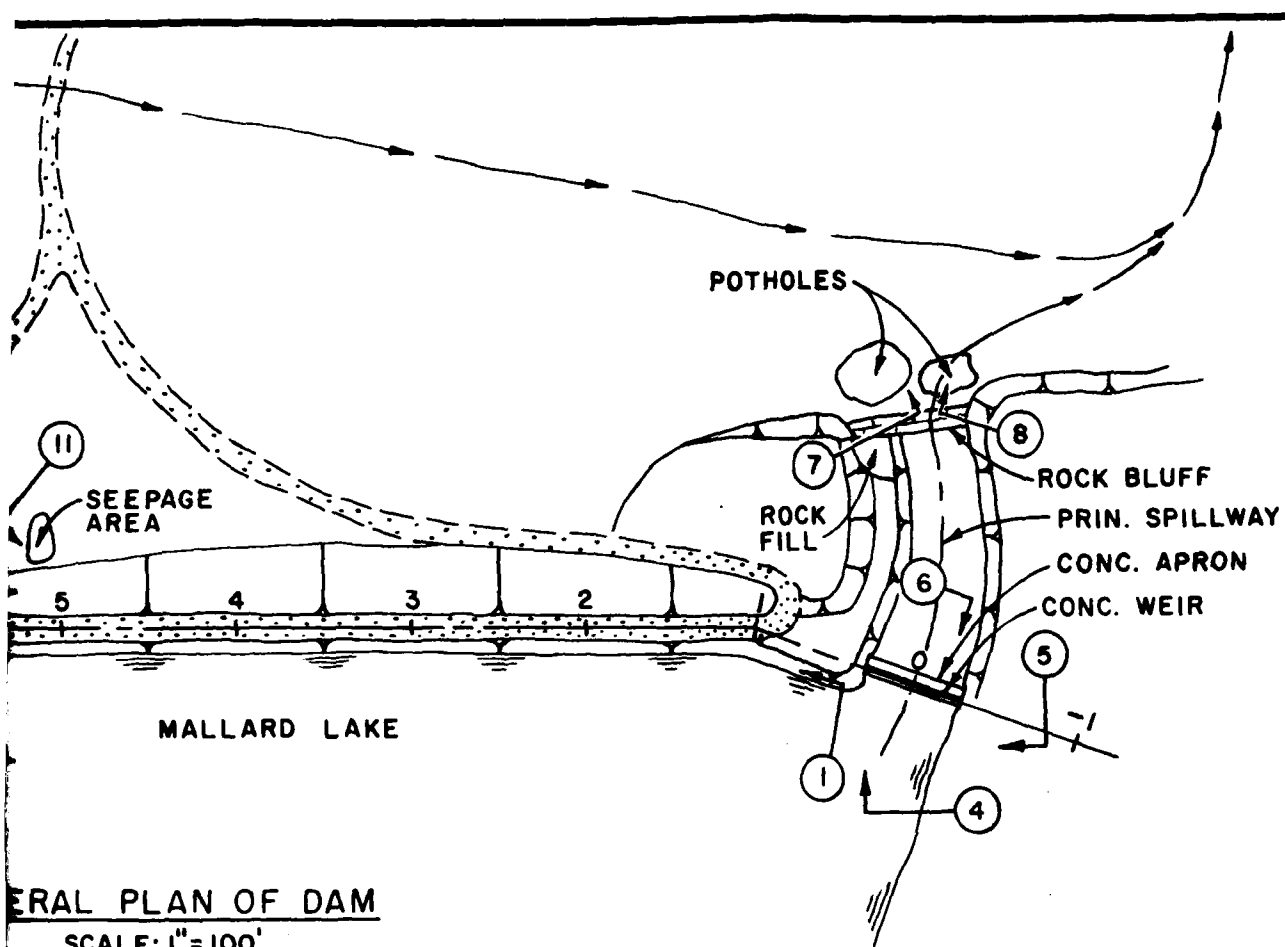 POTHOLES
11
SEEPAGE
AREA
7
8
ROCK
FILL
ROCK BLUFF
PRIN. SPILLWAY
CONC. APRON
CONC. WEIR
6
5 4 3 2
0
5
-1
MALLARD LAKE
1
4
ERAL PLAN OF DAM
SCALE: 1"=100'